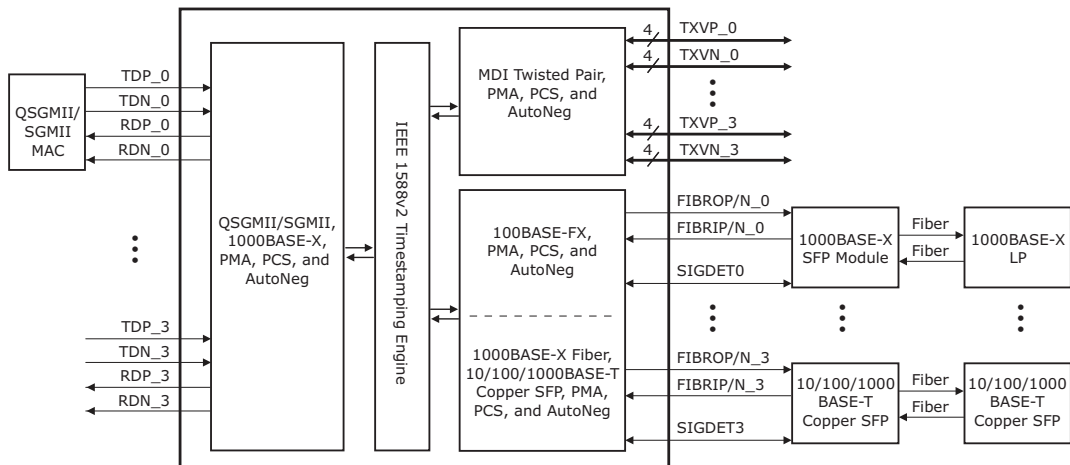 TDP_0
TDN_0
RDP_0
RDN_0
QSGMII/
SGMII
MAC
TDP_3
TDN_3
RDP_3
RDN_3
QSGMII/SGMII,
1000BASE-X,
PMA, PCS, and
AutoNeg
IEEE 1588v2 Timestamping Engine
MDI Twisted Pair,
PMA, PCS, and
AutoNeg
4
TXVP_0
4
TXVN_0
4
TXVP_3
4
TXVN_3
100BASE-FX,
PMA, PCS, and
AutoNeg
1000BASE-X Fiber,
10/100/1000BASE-T
Copper SFP, PMA,
PCS, and AutoNeg
FIBROP/N_0
FIBRIP/N_0
SIGDET0
1000BASE-X
SFP Module
Fiber
Fiber
1000BASE-X
LP
FIBROP/N_3
FIBRIP/N_3
SIGDET3
10/100/1000
BASE-T
Copper SFP
Fiber
Fiber
10/100/1000
BASE-T
Copper SFP